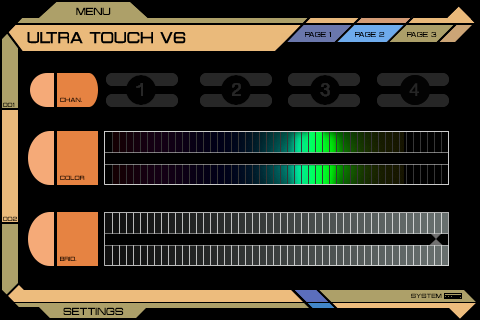 MENU
ULTRA TOUCH V6
PAGE 1 PAGE 2 PAGE 3
CHAN.
1 2 3 4
001
COLOR
002
BRIG.
SYSTEM
SETTINGS